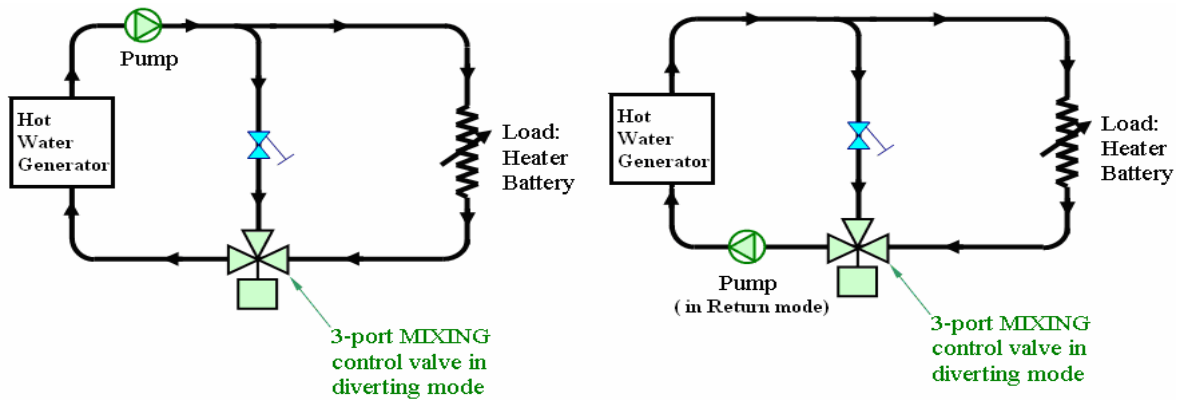 Pump
Hot
Water
Generator
Load:
Heater
Battery
3-port MIXING
control valve in
diverting mode
Hot
Water
Generator
Load:
Heater
Battery
Pump
( in Return mode)
3-port MIXING
control valve in
diverting mode